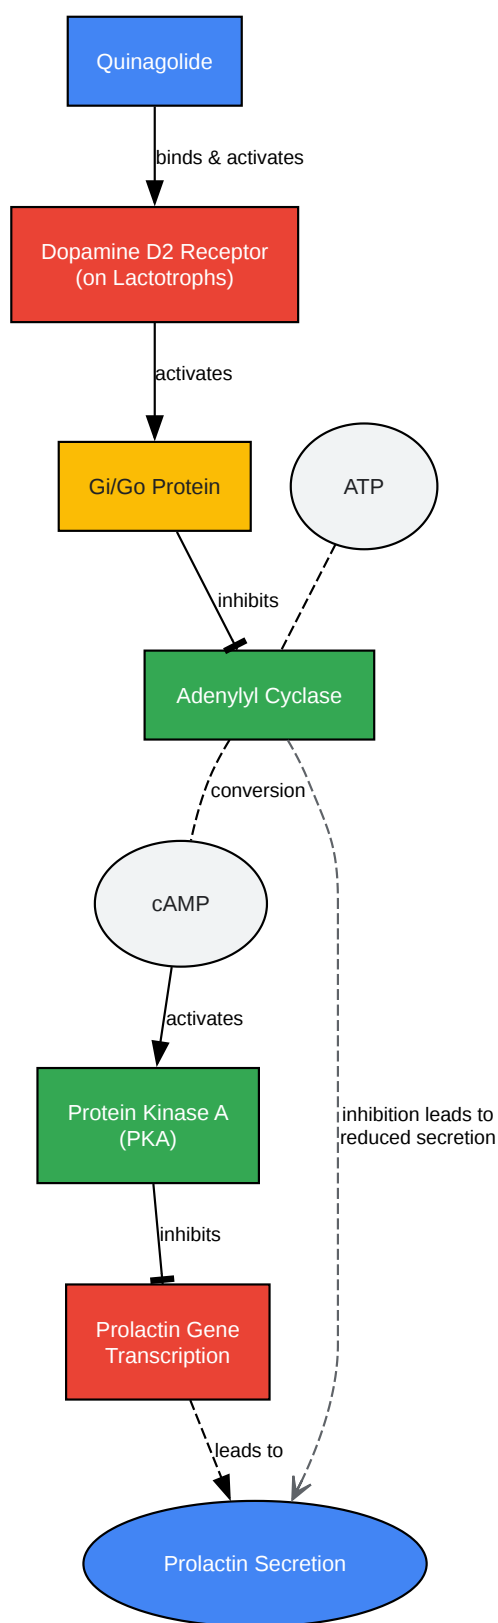 Quinagolide
binds & activates
Dopamine D2 Receptor
(on Lactotrophs)
activates
Gi/Go Protein
ATP
inhibits
Adenylyl Cyclase
conversion
cAMP
activates
Protein Kinase A
(PKA)
inhibition leads to
reduced secretion
inhibits
Prolactin Gene
Transcription
leads to
Prolactin Secretion